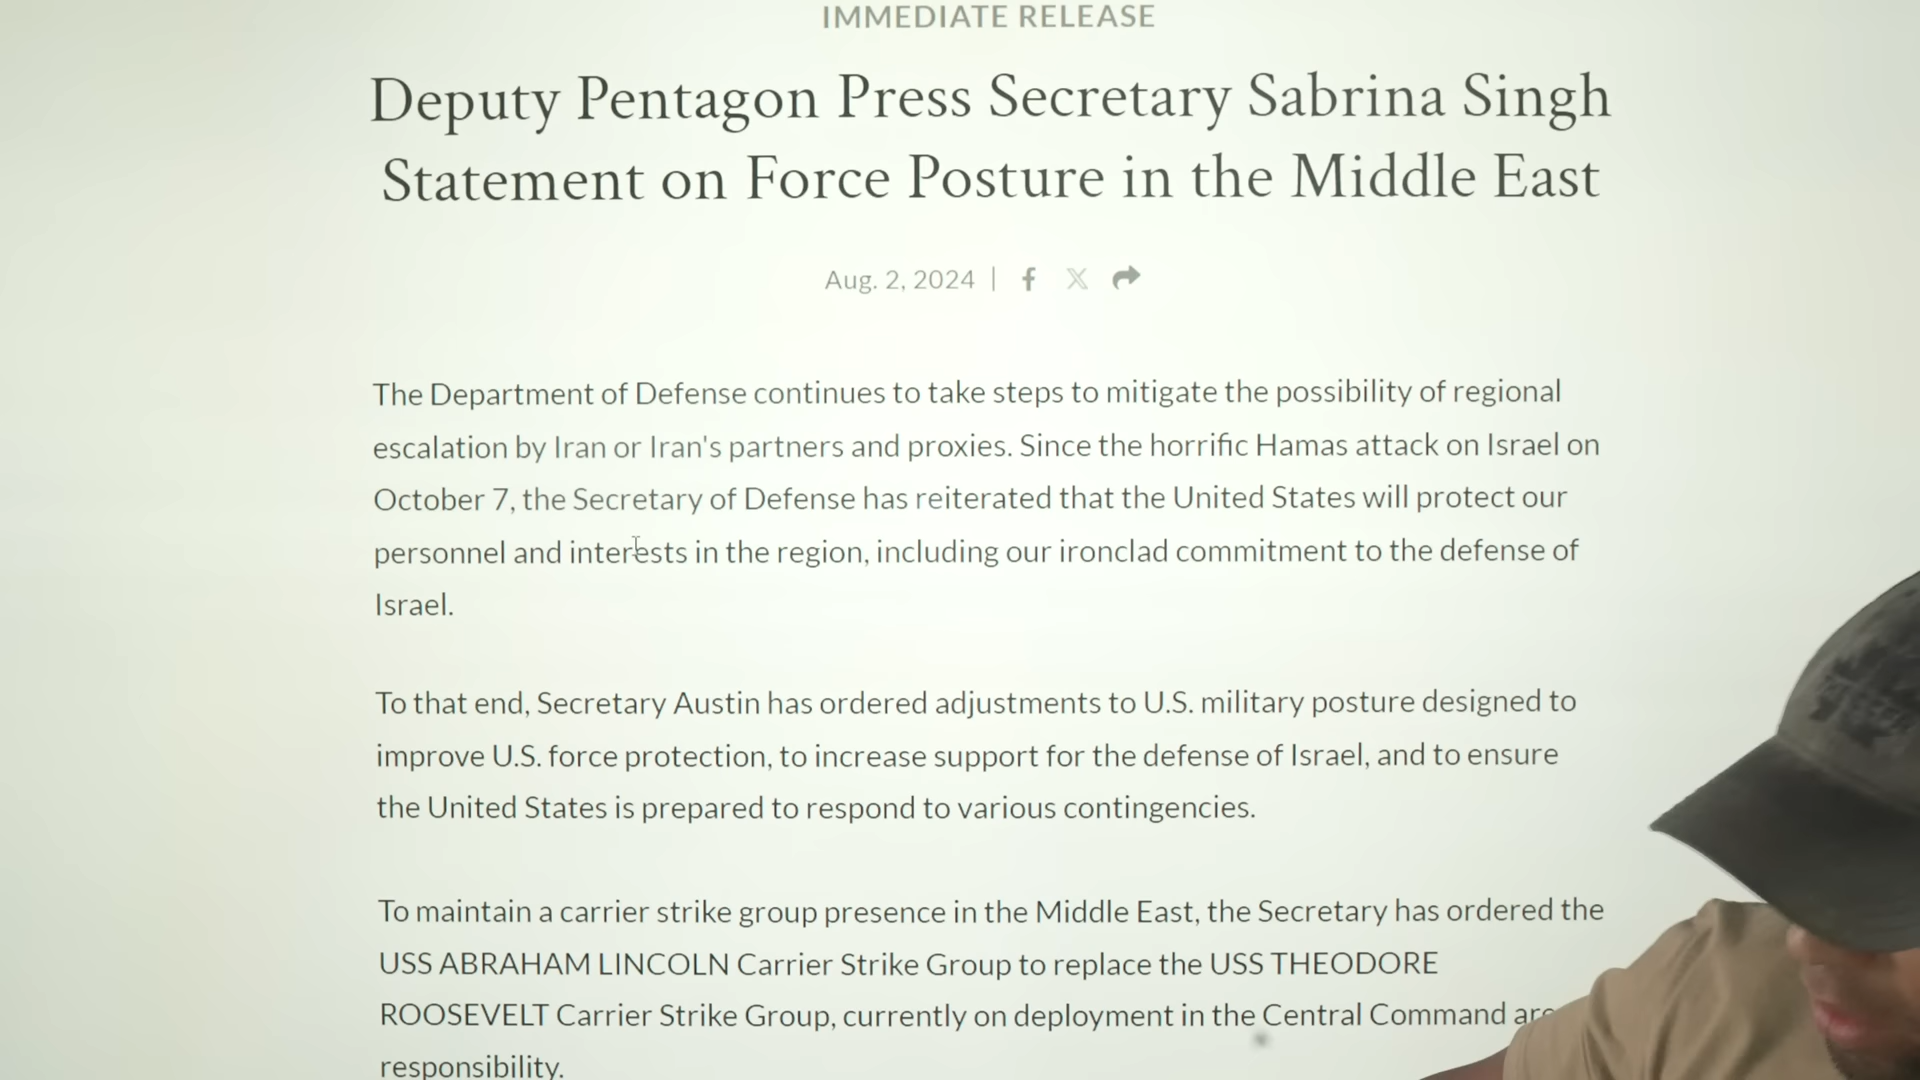 IMMEDIATE RELEASE
Deputy Pentagon Press Secretary Sabrina Singh
Statement on Force Posture in the Middle East
Aug. 2, 2024 |
The Department of Defense continues to take steps to mitigate the possibility of regional
escalation by Iran or Iran's partners and proxies. Since the horrific Hamas attack on Israel on
October 7, the Secretary of Defense has reiterated that the United States will protect our
personnel and interests in the region, including our ironclad commitment to the defense of
Israel.
To that end, Secretary Austin has ordered adjustments to U.S. military posture designed to
improve U.S. force protection, to increase support for the defense of Israel, and to ensure
the United States is prepared to respond to various contingencies.
To maintain a carrier strike group presence in the Middle East, the Secretary has ordered the
USS ABRAHAM LINCOLN Carrier Strike Group to replace the USS THEODORE
ROOSEVELT Carrier Strike Group, currently on deployment in the Central Command
responsibility.